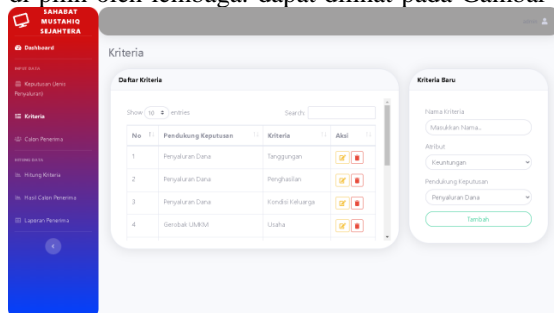 di pilih oleh lembaga. dapat dilihat pada Gambar
SAHABAT
MUSTAHIQ
SEJAHTERA
Dashboard
Keputusan (Jenis
Penyaluran)
Kriteria
Calon Penerima
Hitung Kriteria
Hasil Calon Penerima
Laporan Penerima
Kriteria
Daftar Kriteria
Show 10 entries
Search:
No Pendukung Keputusan Kriteria Aksi
1 Penyaluran Dana Tanggungan
2 Penyaluran Dana Penghasilan
3 Penyaluran Dana Kondisi Keluarga
4 Gerobak UMKM Usaha
Kriteria Baru
Nama Kriteria
Masukkan Nama..
Atribut
Keuntungan
Pendukung Keputusan
Penyaluran Dana
Tambah